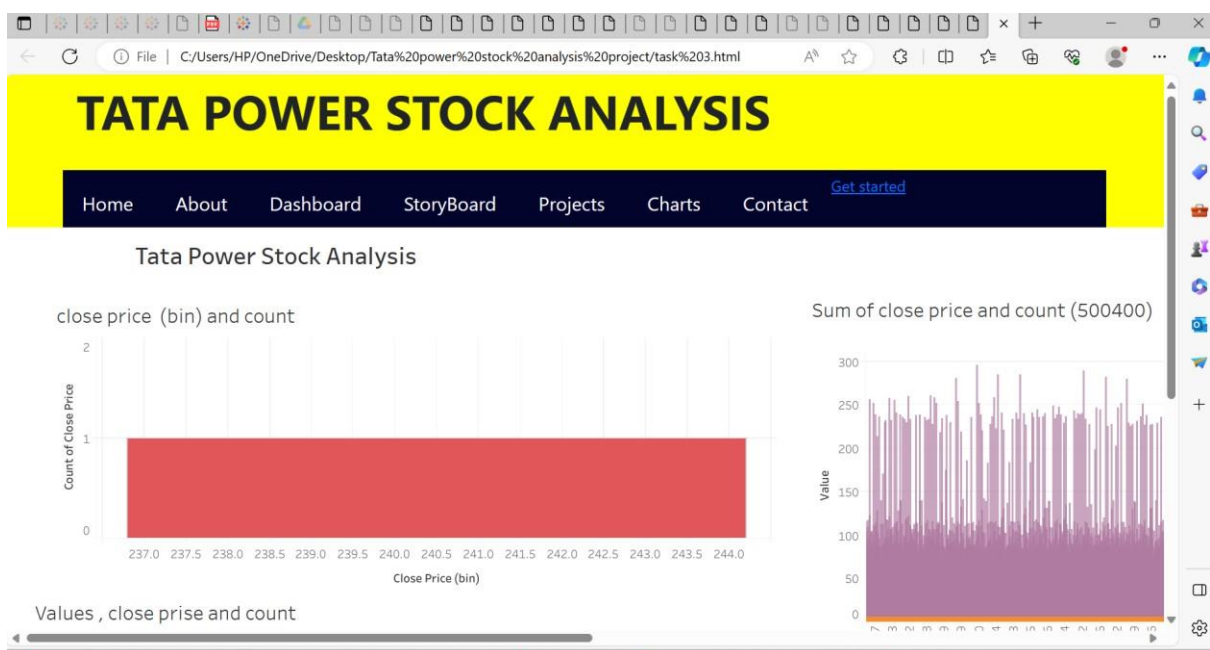 File | C:/Users/HP/OneDrive/Desktop/Tata%20power%20stock%20analysis%20project/task%203.html
TATA POWER STOCK ANALYSIS
Home About Dashboard StoryBoard Projects Charts Contact Get started
Tata Power Stock Analysis
close price (bin) and count
2
1
0
Count of Close Price
237.0 237.5 238.0 238.5 239.0 239.5 240.0 240.5 241.0 241.5 242.0 242.5 243.0 243.5 244.0
Close Price (bin)
Sum of close price and count (500400)
300
250
200
150
100
50
0
Value
Values , close prise and count